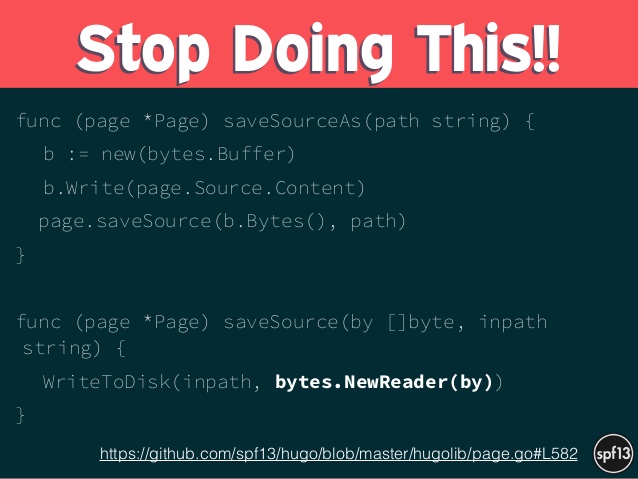 Stop Doing This!!
func (page *Page) saveSourceAs(path string) {
b := new(bytes.Buffer)
b.Write(page.Source.Content)
page.saveSource(b.Bytes(), path)
}
func (page *Page) saveSource(by []byte, inpath
string) {
WriteToDisk(inpath, bytes.NewReader(by))
}
https://github.com/spf13/hugo/blob/master/hugolib/page.go#L582
spf13